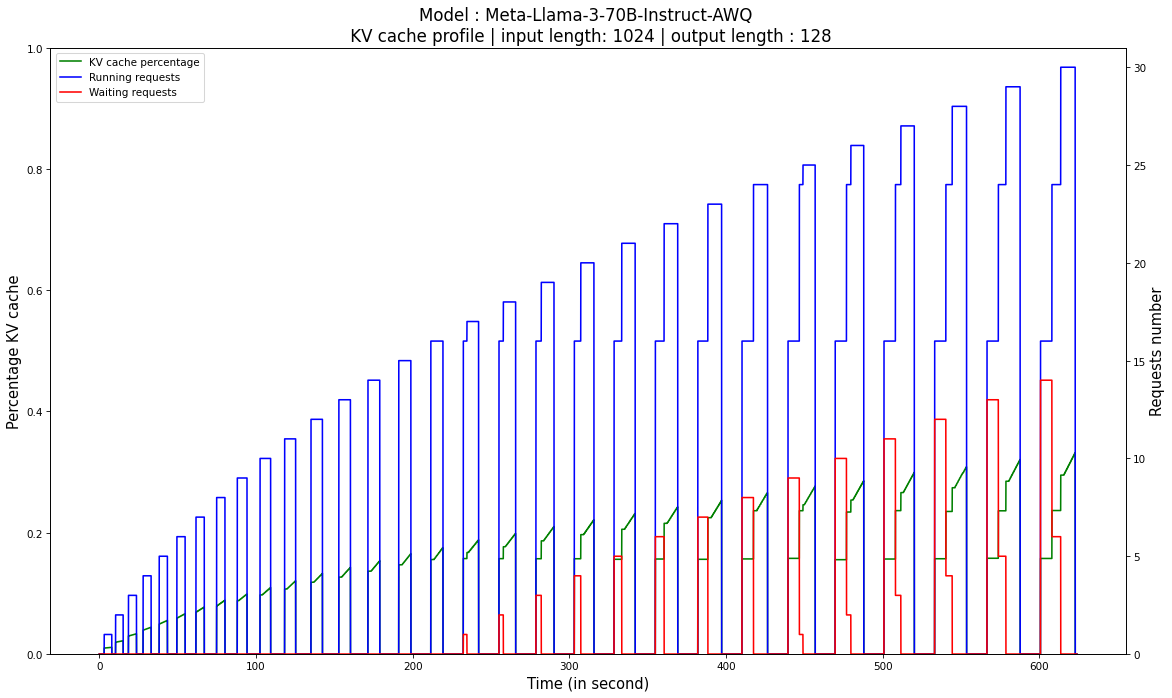 Model : Meta-Llama-3-70B-Instruct-AWQ
KV cache profile | input length: 1024 | output length : 128
KV cache percentage
Running requests
Waiting requests
Percentage KV cache
1.0
0.8
0.6
0.4
0.2
0.0
0
100
200
300
400
500
600
Time (in second)
30
25
20
15
10
5
0
Requests number